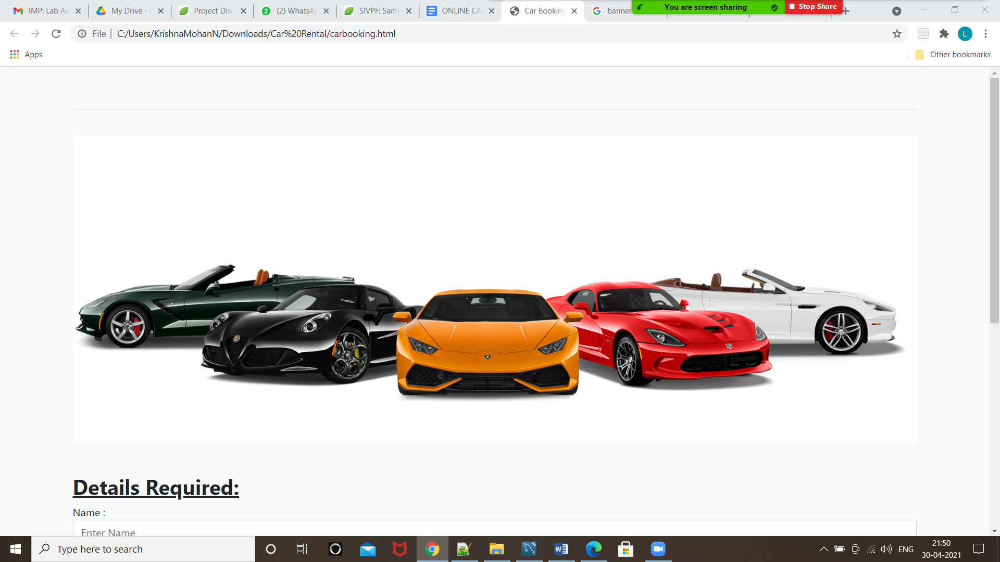 IMP: Lab As
My Drive -
Project Disc
(2) WhatsAp
SIVPF: Sam
ONLINE CA
Car Booking
banner
You are screen sharing
Stop Share
File
C:/Users/KrishnaMohanN/Downloads/Car%20Rental/carbooking.html
L
Apps
Other bookmarks
Details Required:
Name :
Enter Name
Type here to search
ENG
21:50
30-04-2021